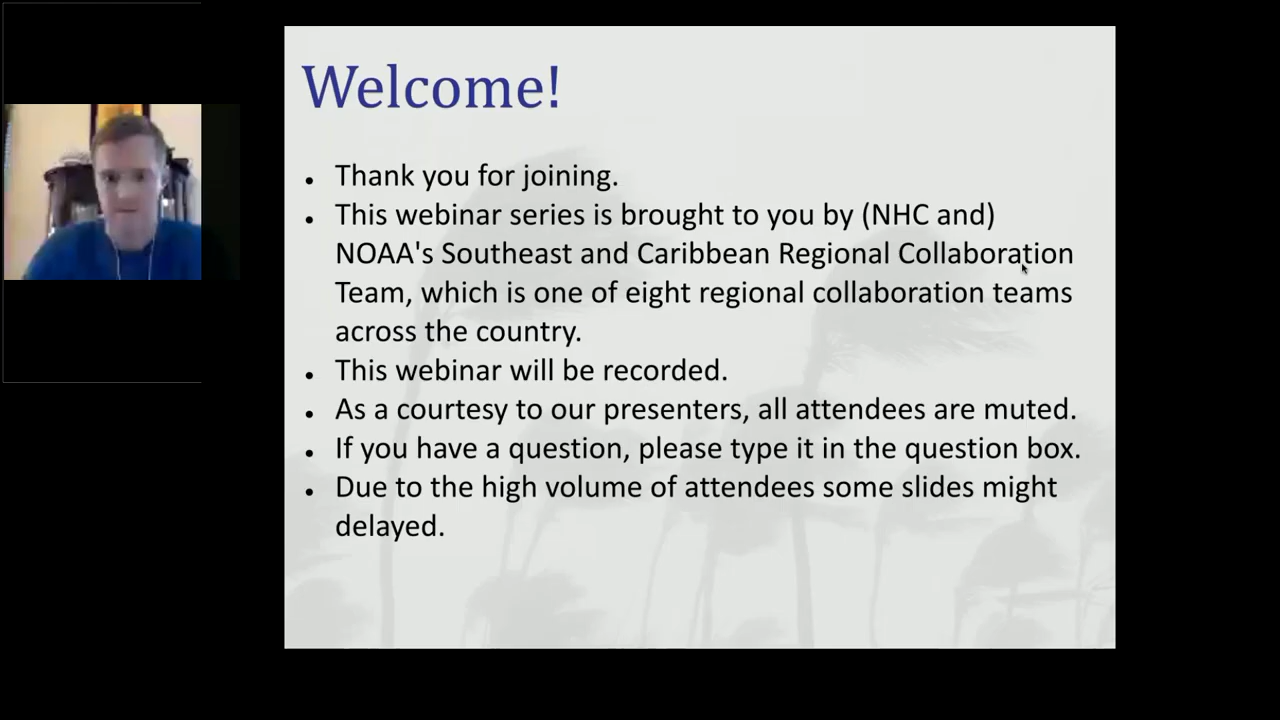 Welcome!
Thank you for joining.
This webinar series is brought to you by (NHC and)
NOAA's Southeast and Caribbean Regional Collaboration
Team, which is one of eight regional collaboration teams
across the country.
This webinar will be recorded.
As a courtesy to our presenters, all attendees are muted.
If you have a question, please type it in the question box.
Due to the high volume of attendees some slides might
delayed.